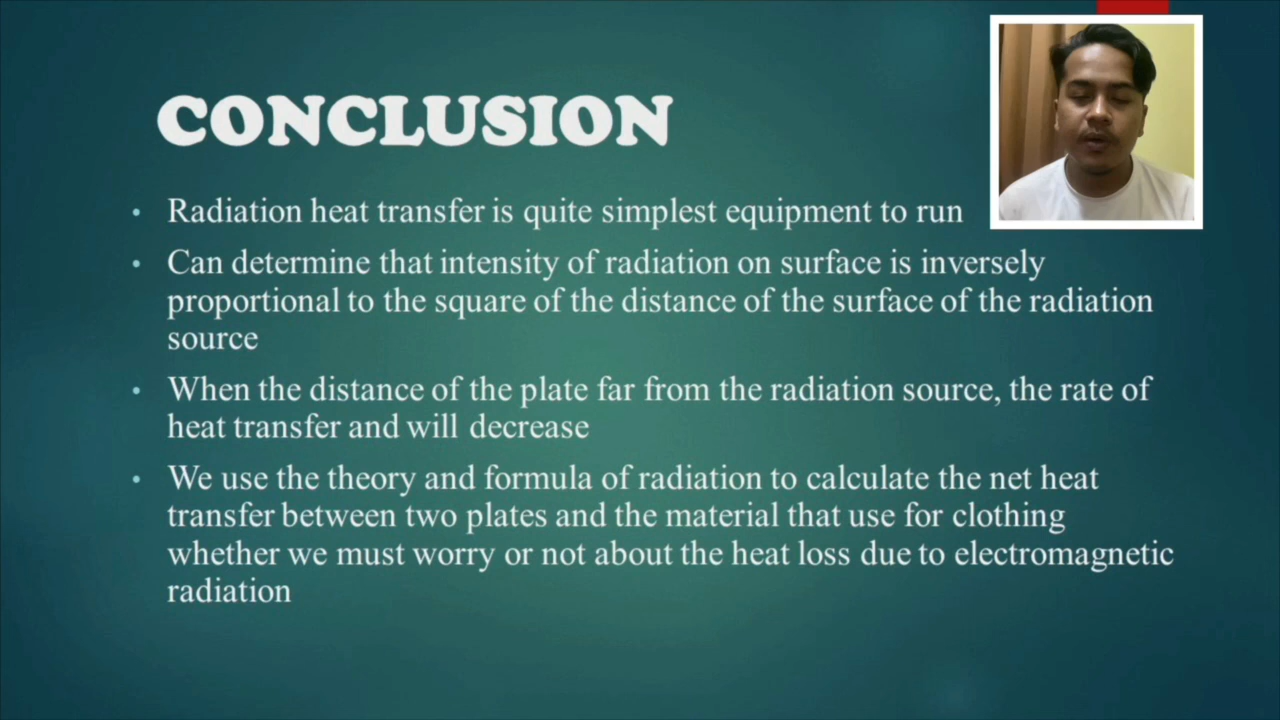 CONCLUSION
• Radiation heat transfer is quite simplest equipment to run
• Can determine that intensity of radiation on surface is inversely
proportional to the square of the distance of the surface of the radiation
source
• When the distance of the plate far from the radiation source, the rate of
heat transfer and will decrease
• We use the theory and formula of radiation to calculate the net heat
transfer between two plates and the material that use for clothing
whether we must worry or not about the heat loss due to electromagnetic
radiation